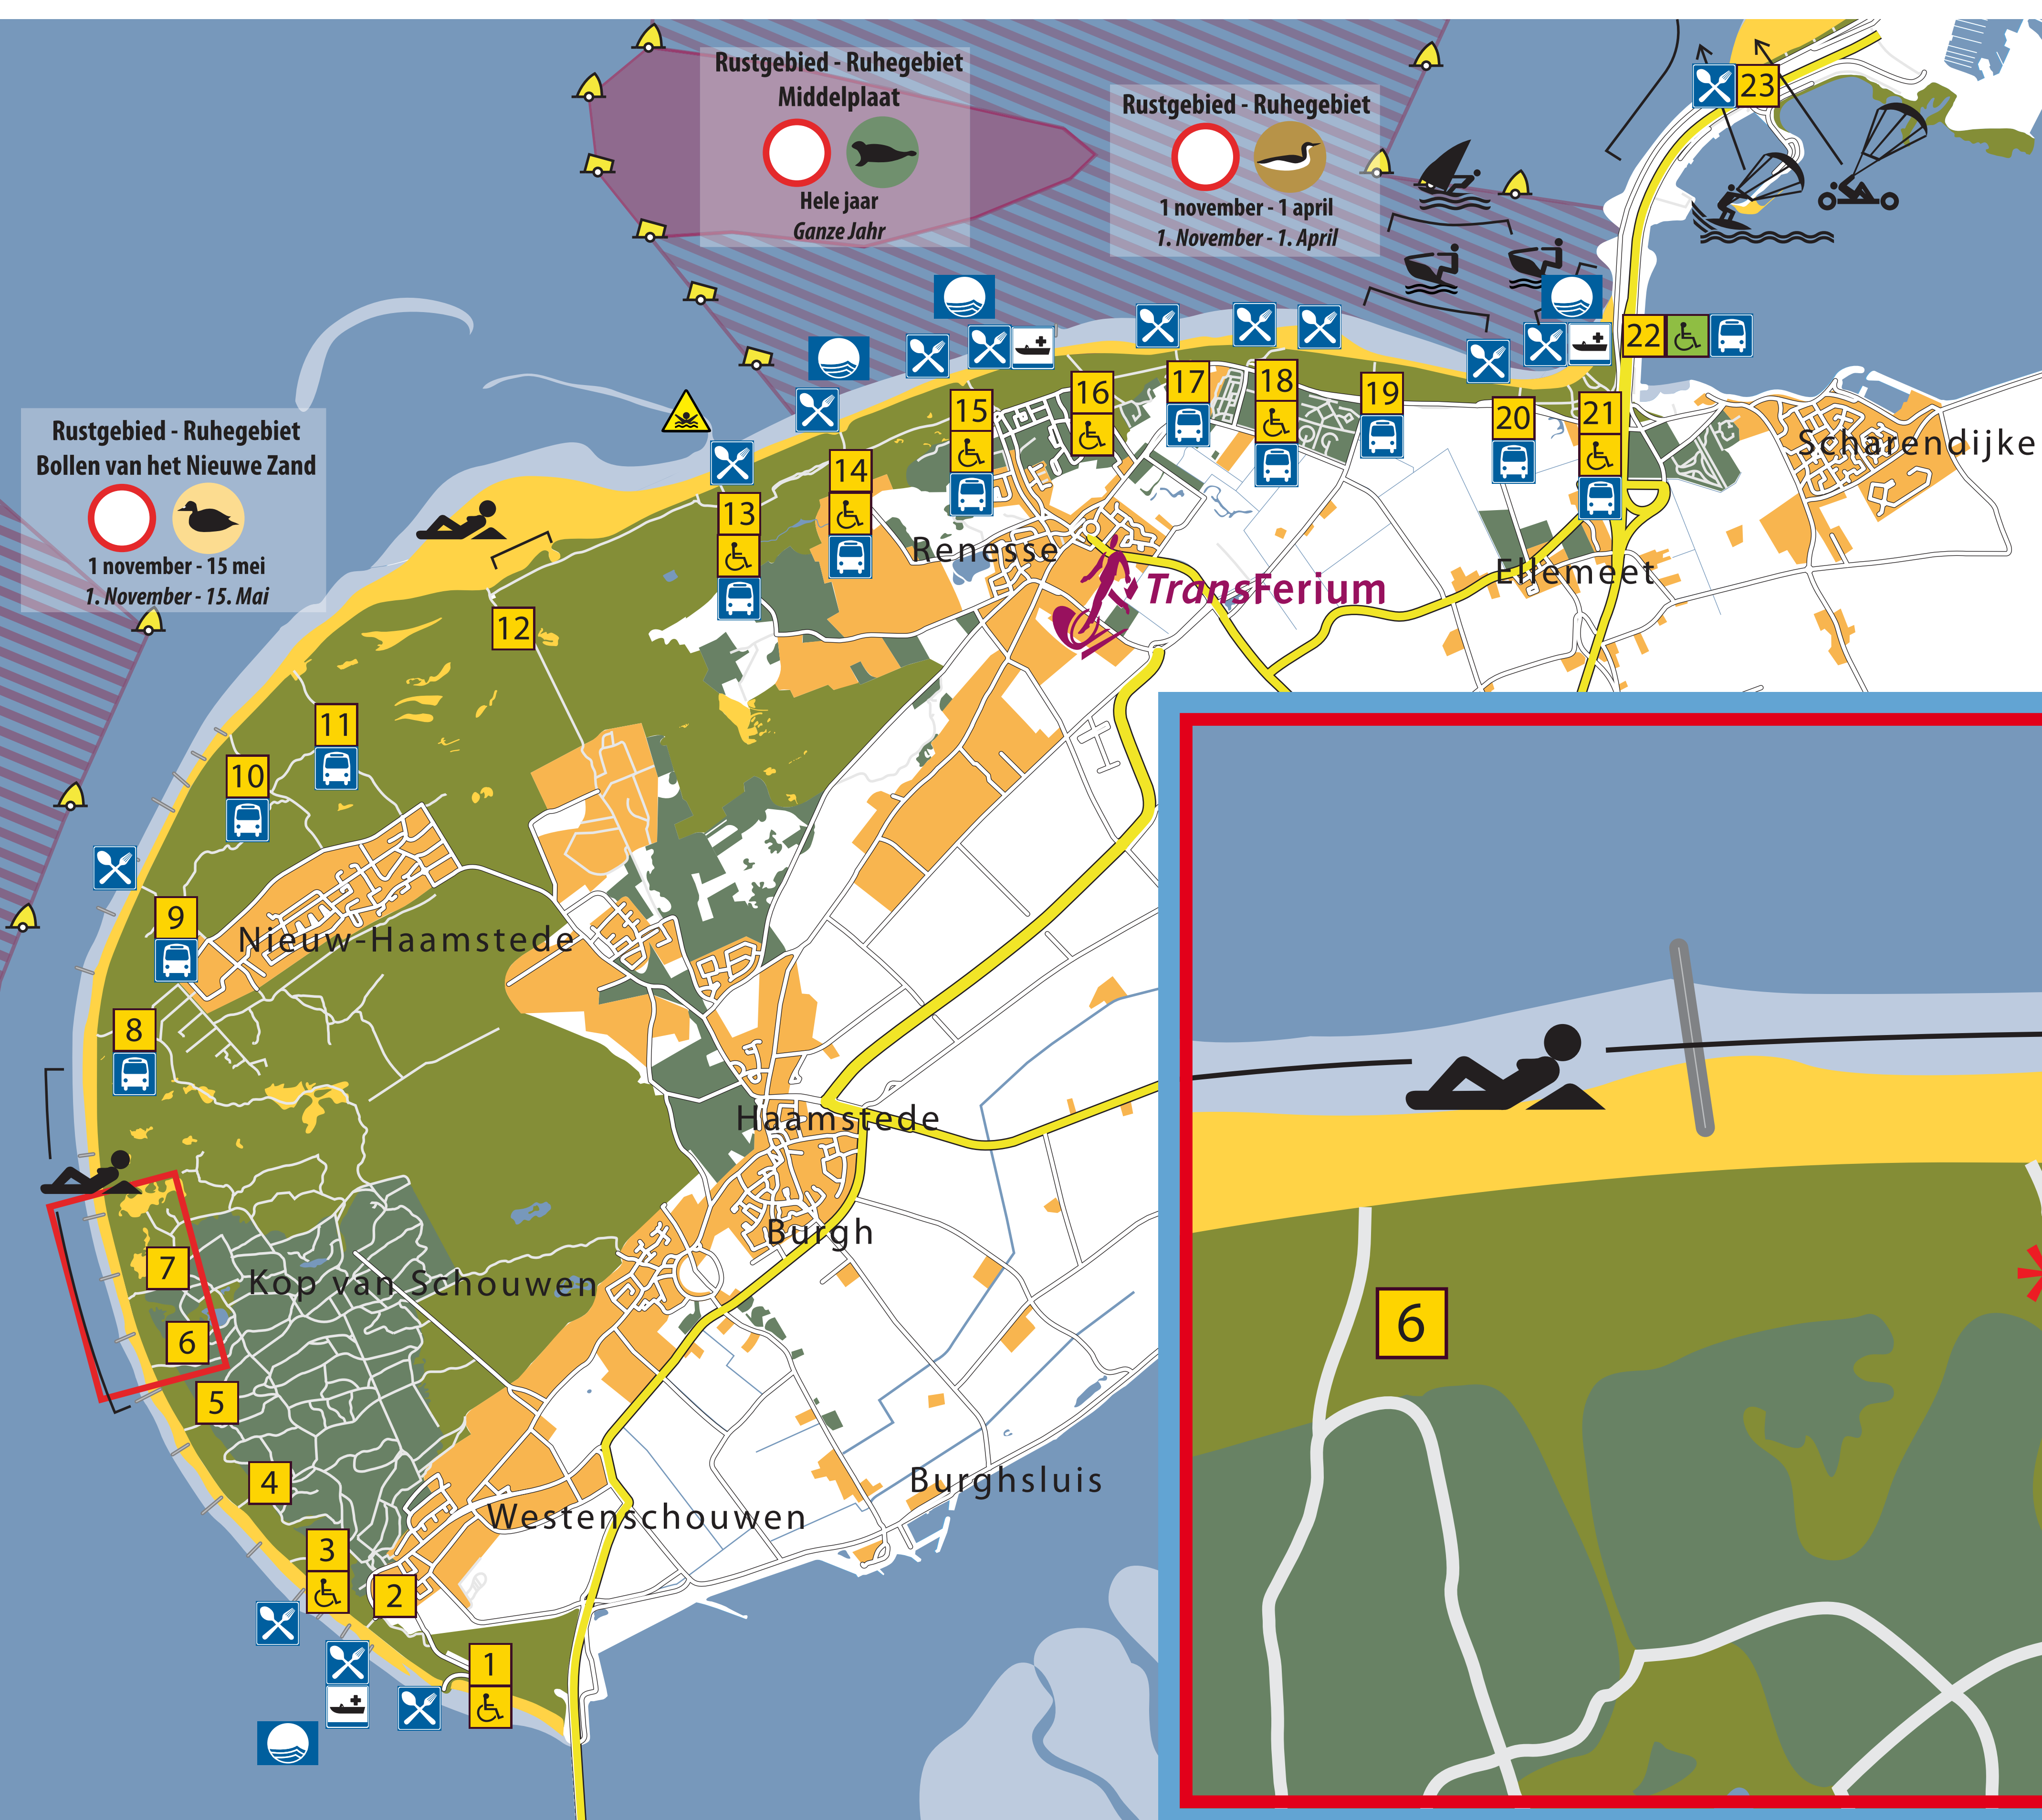 Rustgebied - Ruhegebiet
Middelplaat
Hele jaar
Ganze Jahr
Rustgebied - Ruhegebiet
1 november - 1 april
1. November - 1. April
23
Rustgebied - Ruhegebiet
Bollen van het Nieuwe Zand
1 november - 15 mei
1. November - 15. Mai
22
15
16
17
18
19
20
21
Scharendijke
14
13
Renesse
TransFerium
Ellemeet
12
11
10
9
Nieuw-Haamstede
8
Haamstede
Burgh
7
Kop van Schouwen
6
5
4
Westenschouwen
Burghsluis
3
2
1
6